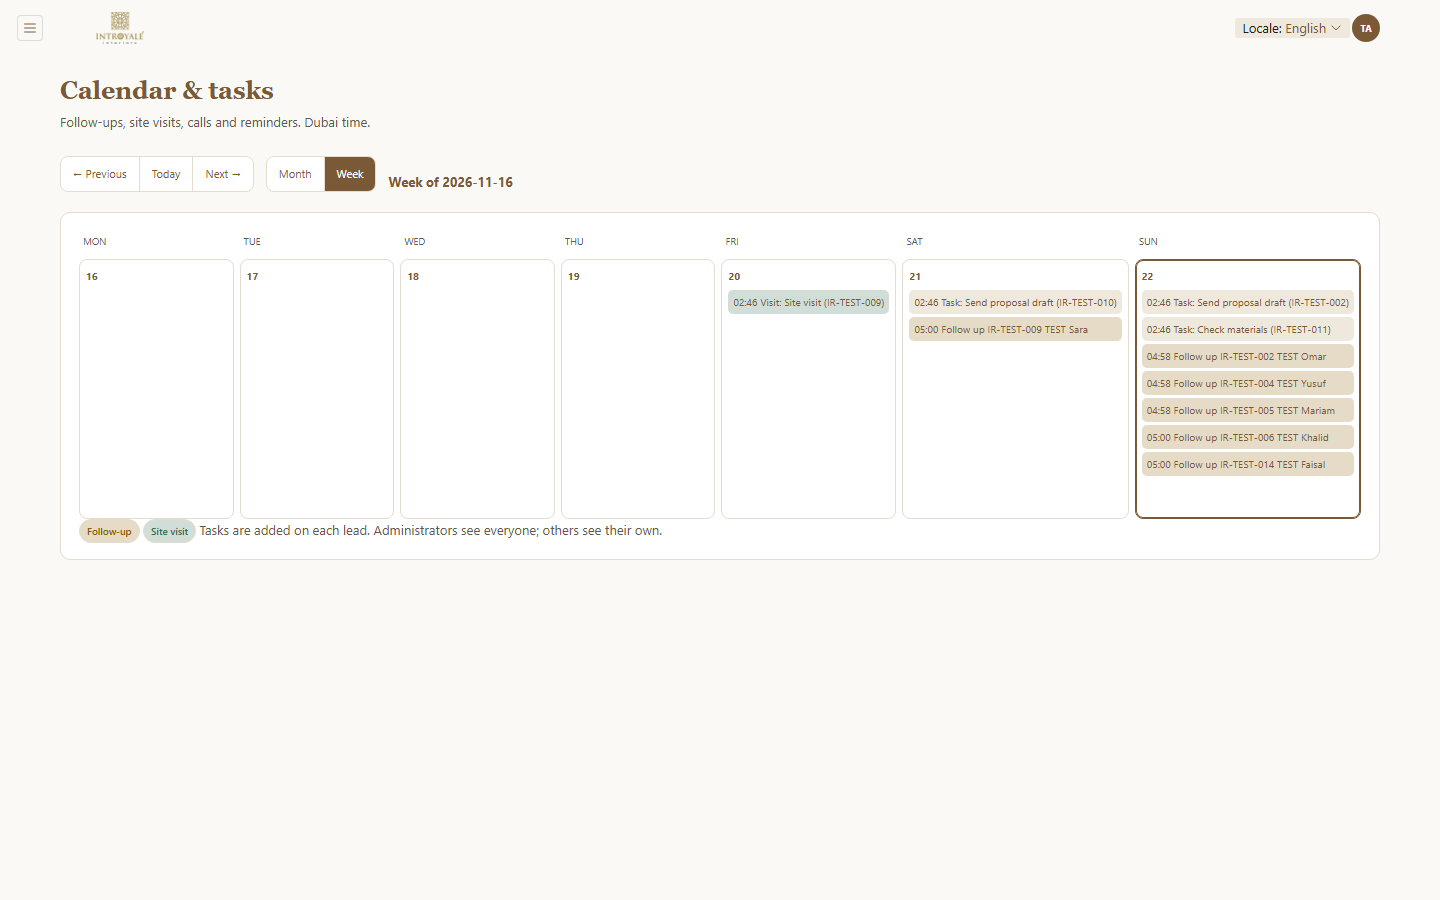 INTROYALE
interiors
Locale: English
TA
Calendar & tasks
Follow-ups, site visits, calls and reminders. Dubai time.
← Previous
Today
Next →
Month
Week
Week of 2026-11-16
MON
TUE
WED
THU
FRI
SAT
SUN
16
17
18
19
20
02:46 Visit: Site visit (IR-TEST-009)
21
02:46 Task: Send proposal draft (IR-TEST-010)
05:00 Follow up IR-TEST-009 TEST Sara
22
02:46 Task: Send proposal draft (IR-TEST-002)
02:46 Task: Check materials (IR-TEST-011)
04:58 Follow up IR-TEST-002 TEST Omar
04:58 Follow up IR-TEST-004 TEST Yusuf
04:58 Follow up IR-TEST-005 TEST Mariam
05:00 Follow up IR-TEST-006 TEST Khalid
05:00 Follow up IR-TEST-014 TEST Faisal
Follow-up Site visit Tasks are added on each lead. Administrators see everyone; others see their own.